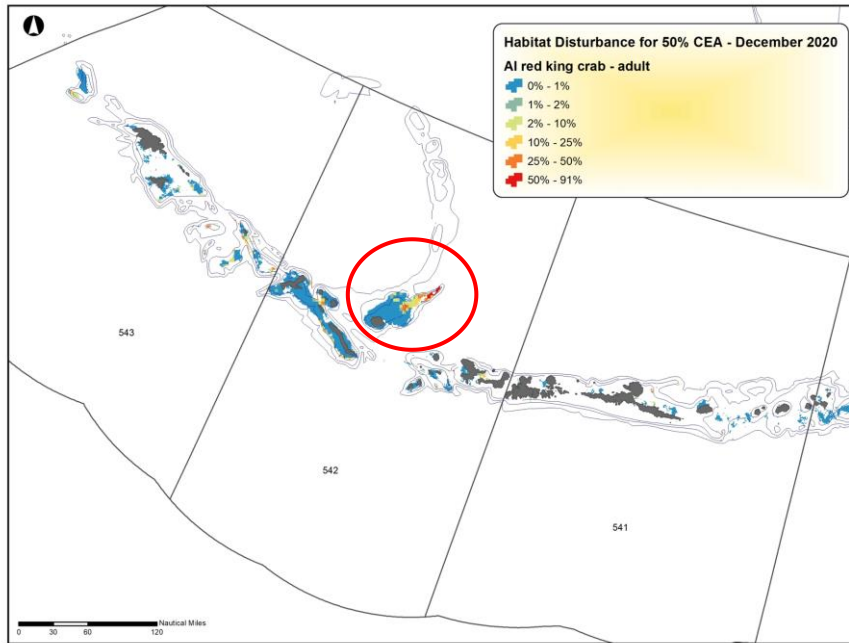 Habitat Disturbance for 50% CEA - December 2020
AI red king crab - adult
0% - 1%
1% - 2%
2% - 10%
10% - 25%
25% - 50%
50% - 91%
543
542
541
Nautical Miles
0 30 60 120